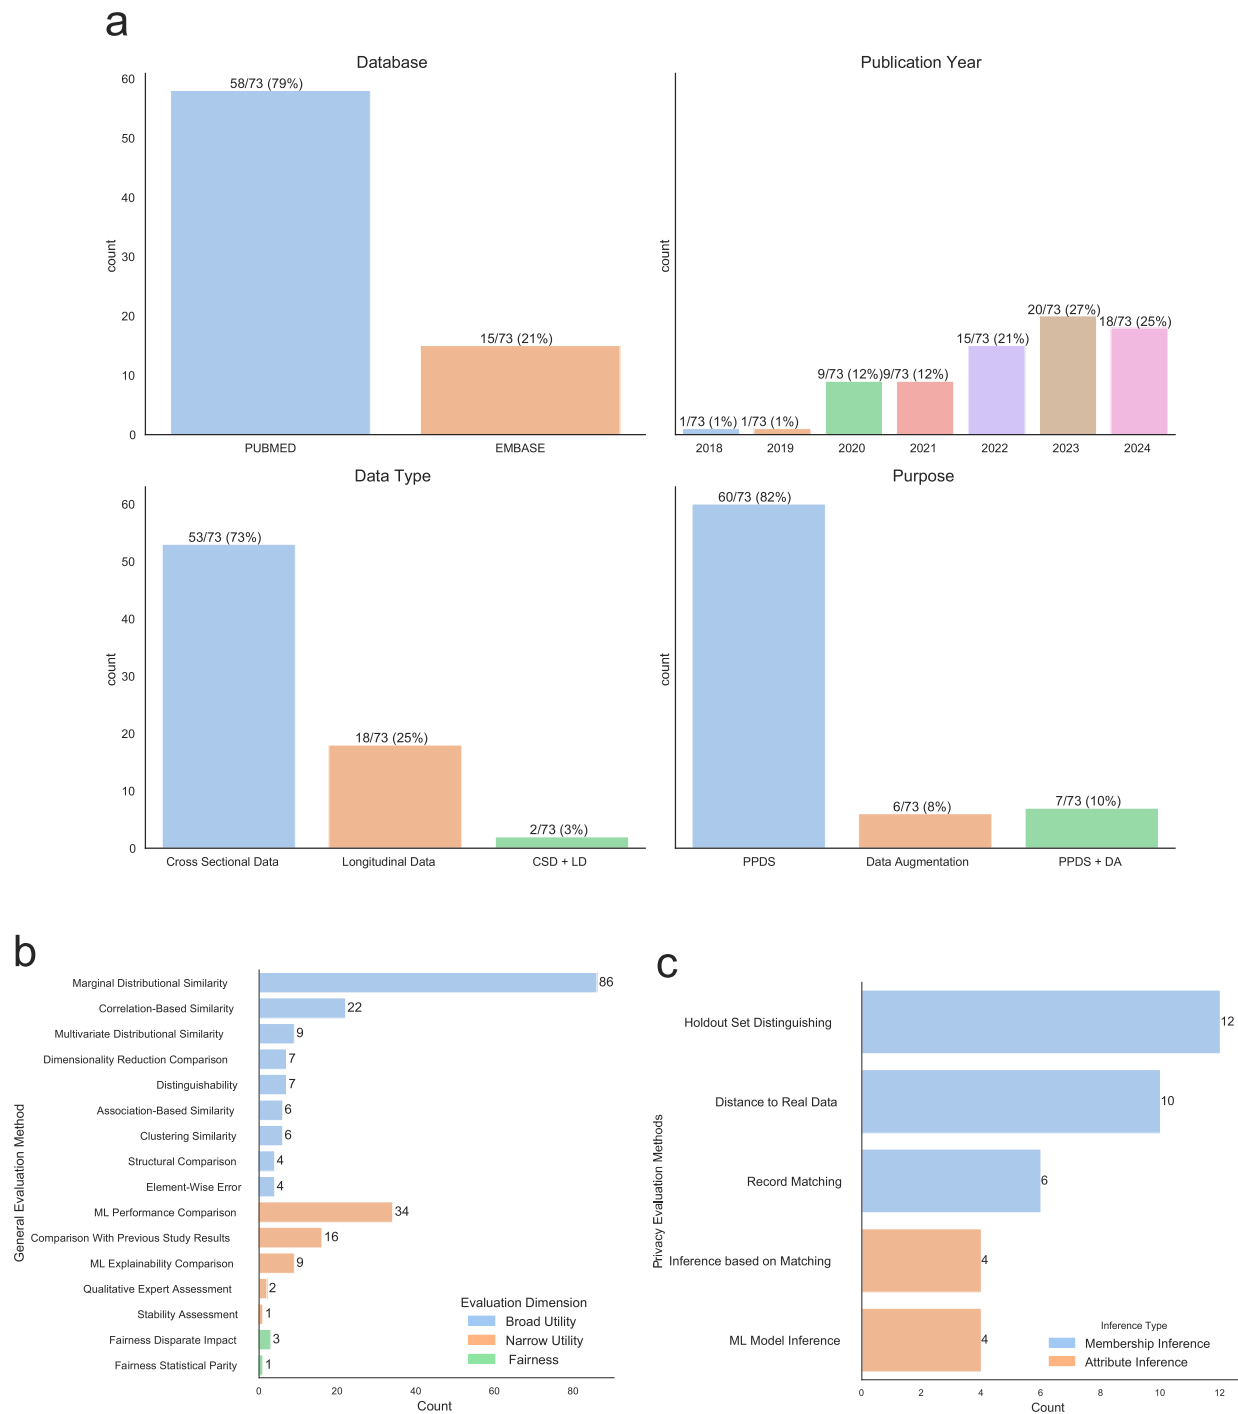 a
Database
60
50
40
30
20
10
0
count
58/73 (79%)
15/73 (21%)
PUBMED
EMBASE
Publication Year
count
1/73 (1%)
1/73 (1%)
9/73 (12%)
9/73 (12%)
15/73 (21%)
20/73 (27%)
18/73 (25%)
2018
2019
2020
2021
2022
2023
2024
Data Type
60
50
40
30
20
10
0
count
53/73 (73%)
18/73 (25%)
2/73 (3%)
Cross Sectional Data
Longitudinal Data
CSD + LD
Purpose
count
60/73 (82%)
6/73 (8%)
7/73 (10%)
PPDS
Data Augmentation
PPDS + DA
b
General Evaluation Method
Marginal Distributional Similarity 86
Correlation-Based Similarity 22
Multivariate Distributional Similarity 9
Dimensionality Reduction Comparison 7
Distinguishability 7
Association-Based Similarity 6
Clustering Similarity 6
Structural Comparison 4
Element-Wise Error 4
ML Performance Comparison 34
Comparison With Previous Study Results 16
ML Explainability Comparison 9
Qualitative Expert Assessment 2
Stability Assessment 1
Fairness Disparate Impact 3
Fairness Statistical Parity 1
Evaluation Dimension
Broad Utility
Narrow Utility
Fairness
0 20 40 60 80
Count
c
Privacy Evaluation Methods
Holdout Set Distinguishing 12
Distance to Real Data 10
Record Matching 6
Inference based on Matching 4
ML Model Inference 4
Inference Type
Membership Inference
Attribute Inference
0 2 4 6 8 10 12
Count